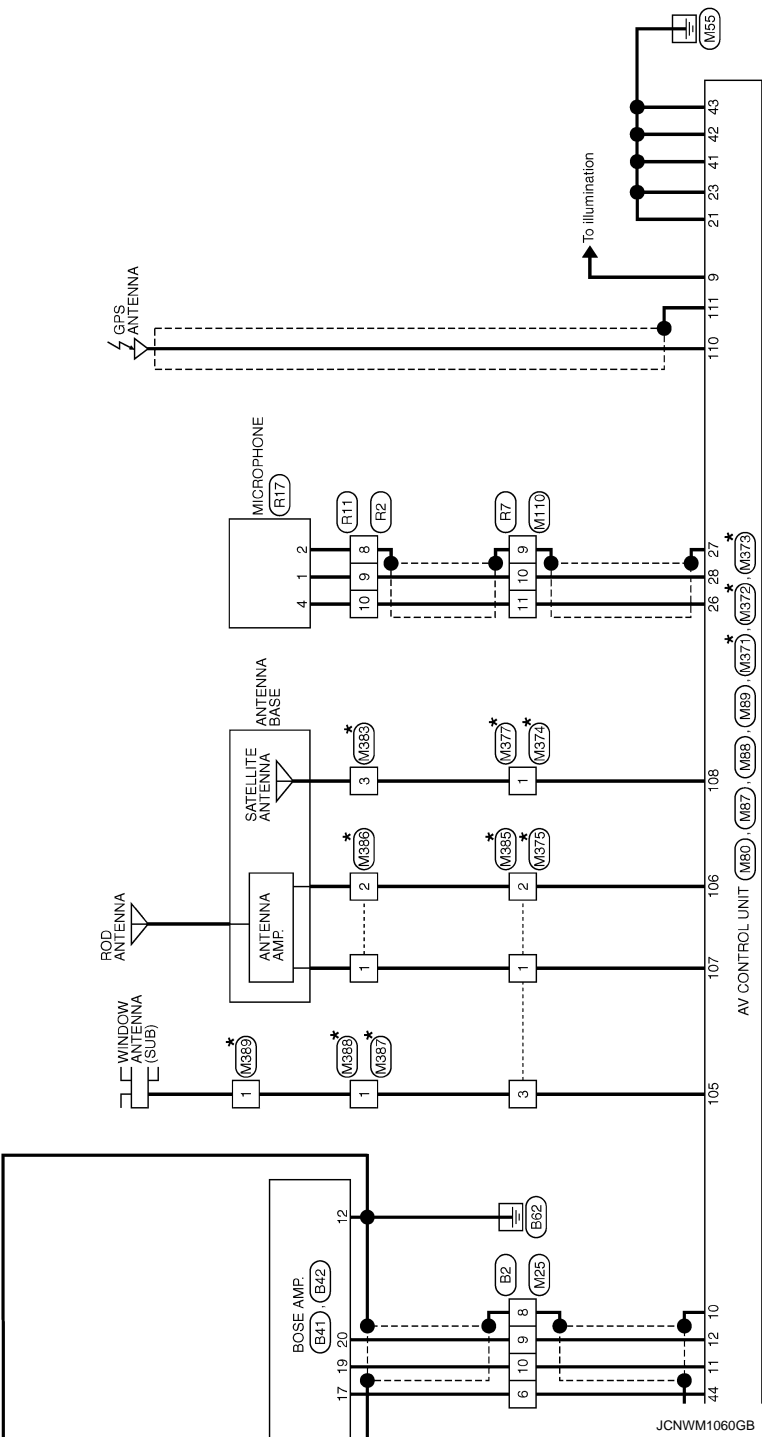 M55
43
42
41
23
21
To illumination
9
111
110
GPS
ANTENNA
MICROPHONE
R17
2
1
4
R11
R2
8
9
10
R7
M110
9
10
11
27
28
26
ANTENNA
BASE
SATELLITE
ANTENNA
*
M383
3
*
M377
*
M374
1
108
ROD
ANTENNA
ANTENNA
AMP.
*
M386
2
1
*
M385
*
M375
2
1
3
106
107
105
WINDOW
ANTENNA
(SUB)
*
M389
1
*
M388
*
M387
1
BOSE AMP.
B41 , B42
12
20
19
17
B62
B2
M25
8
9
10
6
10
12
11
44
AV CONTROL UNIT M80 , M87 , M88 , M89 , * M371 , * M372 , * M373
JCNWM1060GB